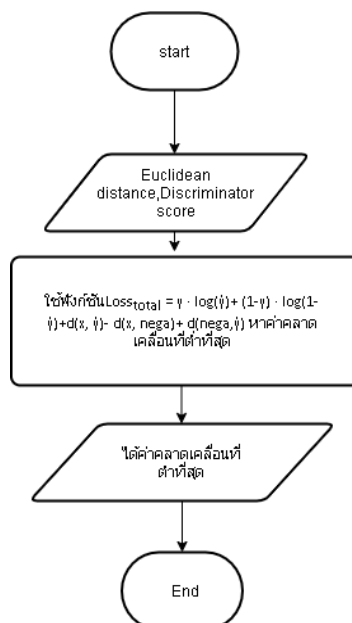 start
Euclidean
distance,Discriminator
score
ใช้ฟังก์ชันLoss_total = y · log(ŷ)+ (1-y) · log(1-
ŷ)+d(x, ŷ)- d(x, nega)+ d(nega,ŷ) หาค่าคลาด
เคลื่อนที่ต่ำที่สุด
ได้ค่าคลาดเคลื่อนที่
ต่ำที่สุด
End